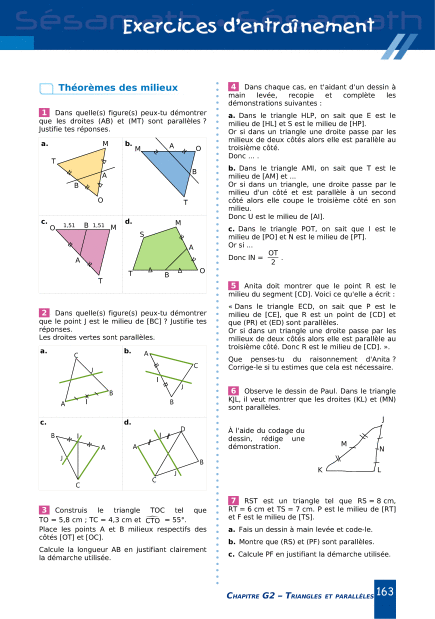 Sésamath
Sésamath
Exercices d'entraînement
Théorèmes des milieux
1 Dans quelle(s) figure(s) peux-tu démontrer
que les droites (AB) et (MT) sont parallèles ?
Justifie tes réponses.
a.
M
T
A
B
O
b.
M
A
O
B
T
c.
O
1,51
B
1,51
M
A
T
d.
M
S
A
T
B
O
2 Dans quelle(s) figure(s) peux-tu démontrer
que le point J est le milieu de [BC] ? Justifie tes
réponses.
Les droites vertes sont parallèles.
a.
C
J
B
A
I
b.
A
C
I
J
B
c.
B
I
A
J
C
d.
D
I
A
J
B
C
3 Construis le triangle TOC tel que
TO = 5,8 cm ; TC = 4,3 cm et CTO = 55°.
Place les points A et B milieux respectifs des
côtés [OT] et [OC].
Calcule la longueur AB en justifiant clairement
la démarche utilisée.
4 Dans chaque cas, en t'aidant d'un dessin à
main levée, recopie et complète les
démonstrations suivantes :
a. Dans le triangle HLP, on sait que E est le
milieu de [HL] et S est le milieu de [HP].
Or si dans un triangle une droite passe par les
milieux de deux côtés alors elle est parallèle au
troisième côté.
Donc ... .
b. Dans le triangle AMI, on sait que T est le
milieu de [AM] et ...
Or si dans un triangle, une droite passe par le
milieu d'un côté et est parallèle à un second
côté alors elle coupe le troisième côté en son
milieu.
Donc U est le milieu de [AI].
c. Dans le triangle POT, on sait que I est le
milieu de [PO] et N est le milieu de [PT].
Or si ...
Donc IN = OT/2 .
5 Anita doit montrer que le point R est le
milieu du segment [CD]. Voici ce qu'elle a écrit :
« Dans le triangle ECD, on sait que P est le
milieu de [CE], que R est un point de [CD] et
que (PR) et (ED) sont parallèles.
Or si dans un triangle une droite passe par les
milieux de deux côtés alors elle est parallèle au
troisième côté. Donc R est le milieu de [CD]. ».
Que penses-tu du raisonnement d'Anita ?
Corrige-le si tu estimes que cela est nécessaire.
6 Observe le dessin de Paul. Dans le triangle
KJL, il veut montrer que les droites (KL) et (MN)
sont parallèles.
À l'aide du codage du
dessin, rédige une
démonstration.
J
M
N
K
L
7 RST est un triangle tel que RS = 8 cm,
RT = 6 cm et TS = 7 cm. P est le milieu de [RT]
et F est le milieu de [TS].
a. Fais un dessin à main levée et code-le.
b. Montre que (RS) et (PF) sont parallèles.
c. Calcule PF en justifiant la démarche utilisée.
CHAPITRE G2 – TRIANGLES ET PARALLÈLES 163